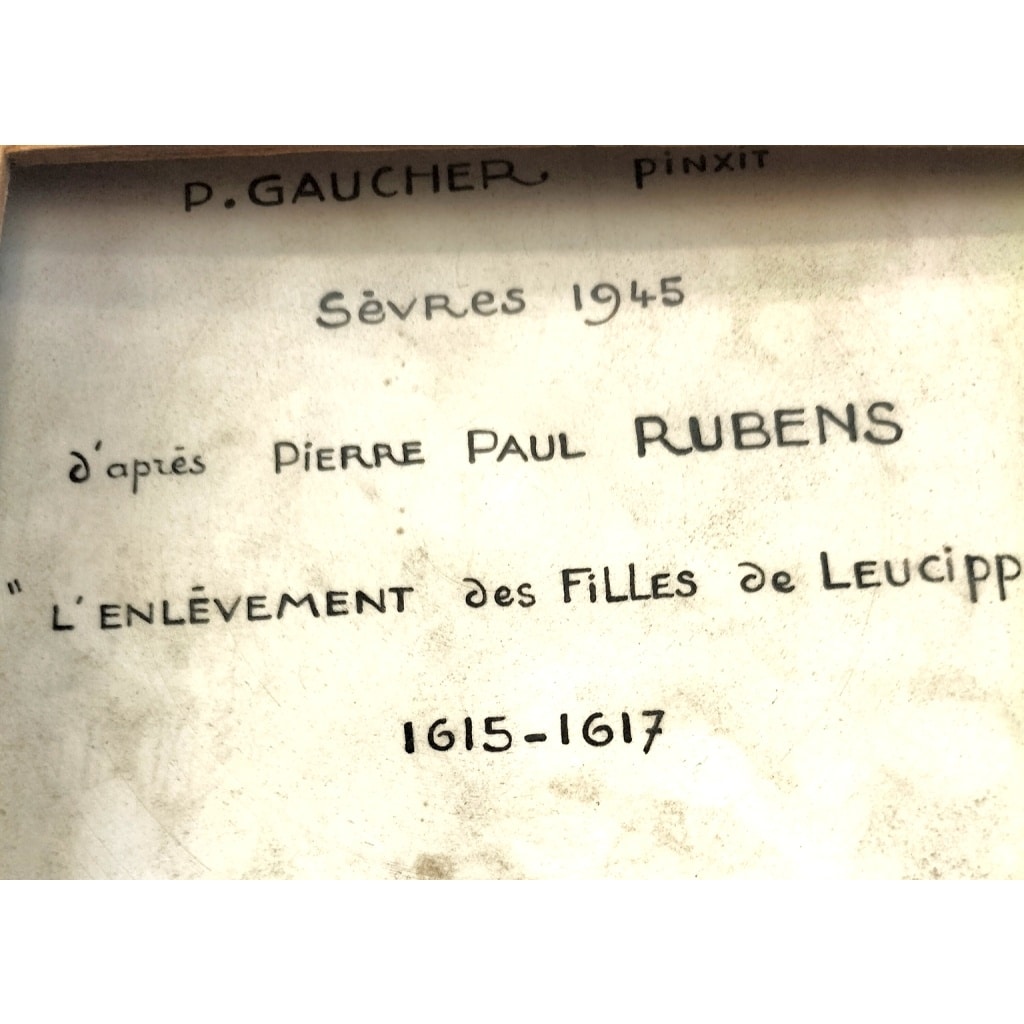 P. GAUCHER PiNXiT
Sèvres 1945
d'après PiERRE PAUL RUBENS
" L'ENLÈVEMENT des FiLLES de LEUCiPP
1615-1617